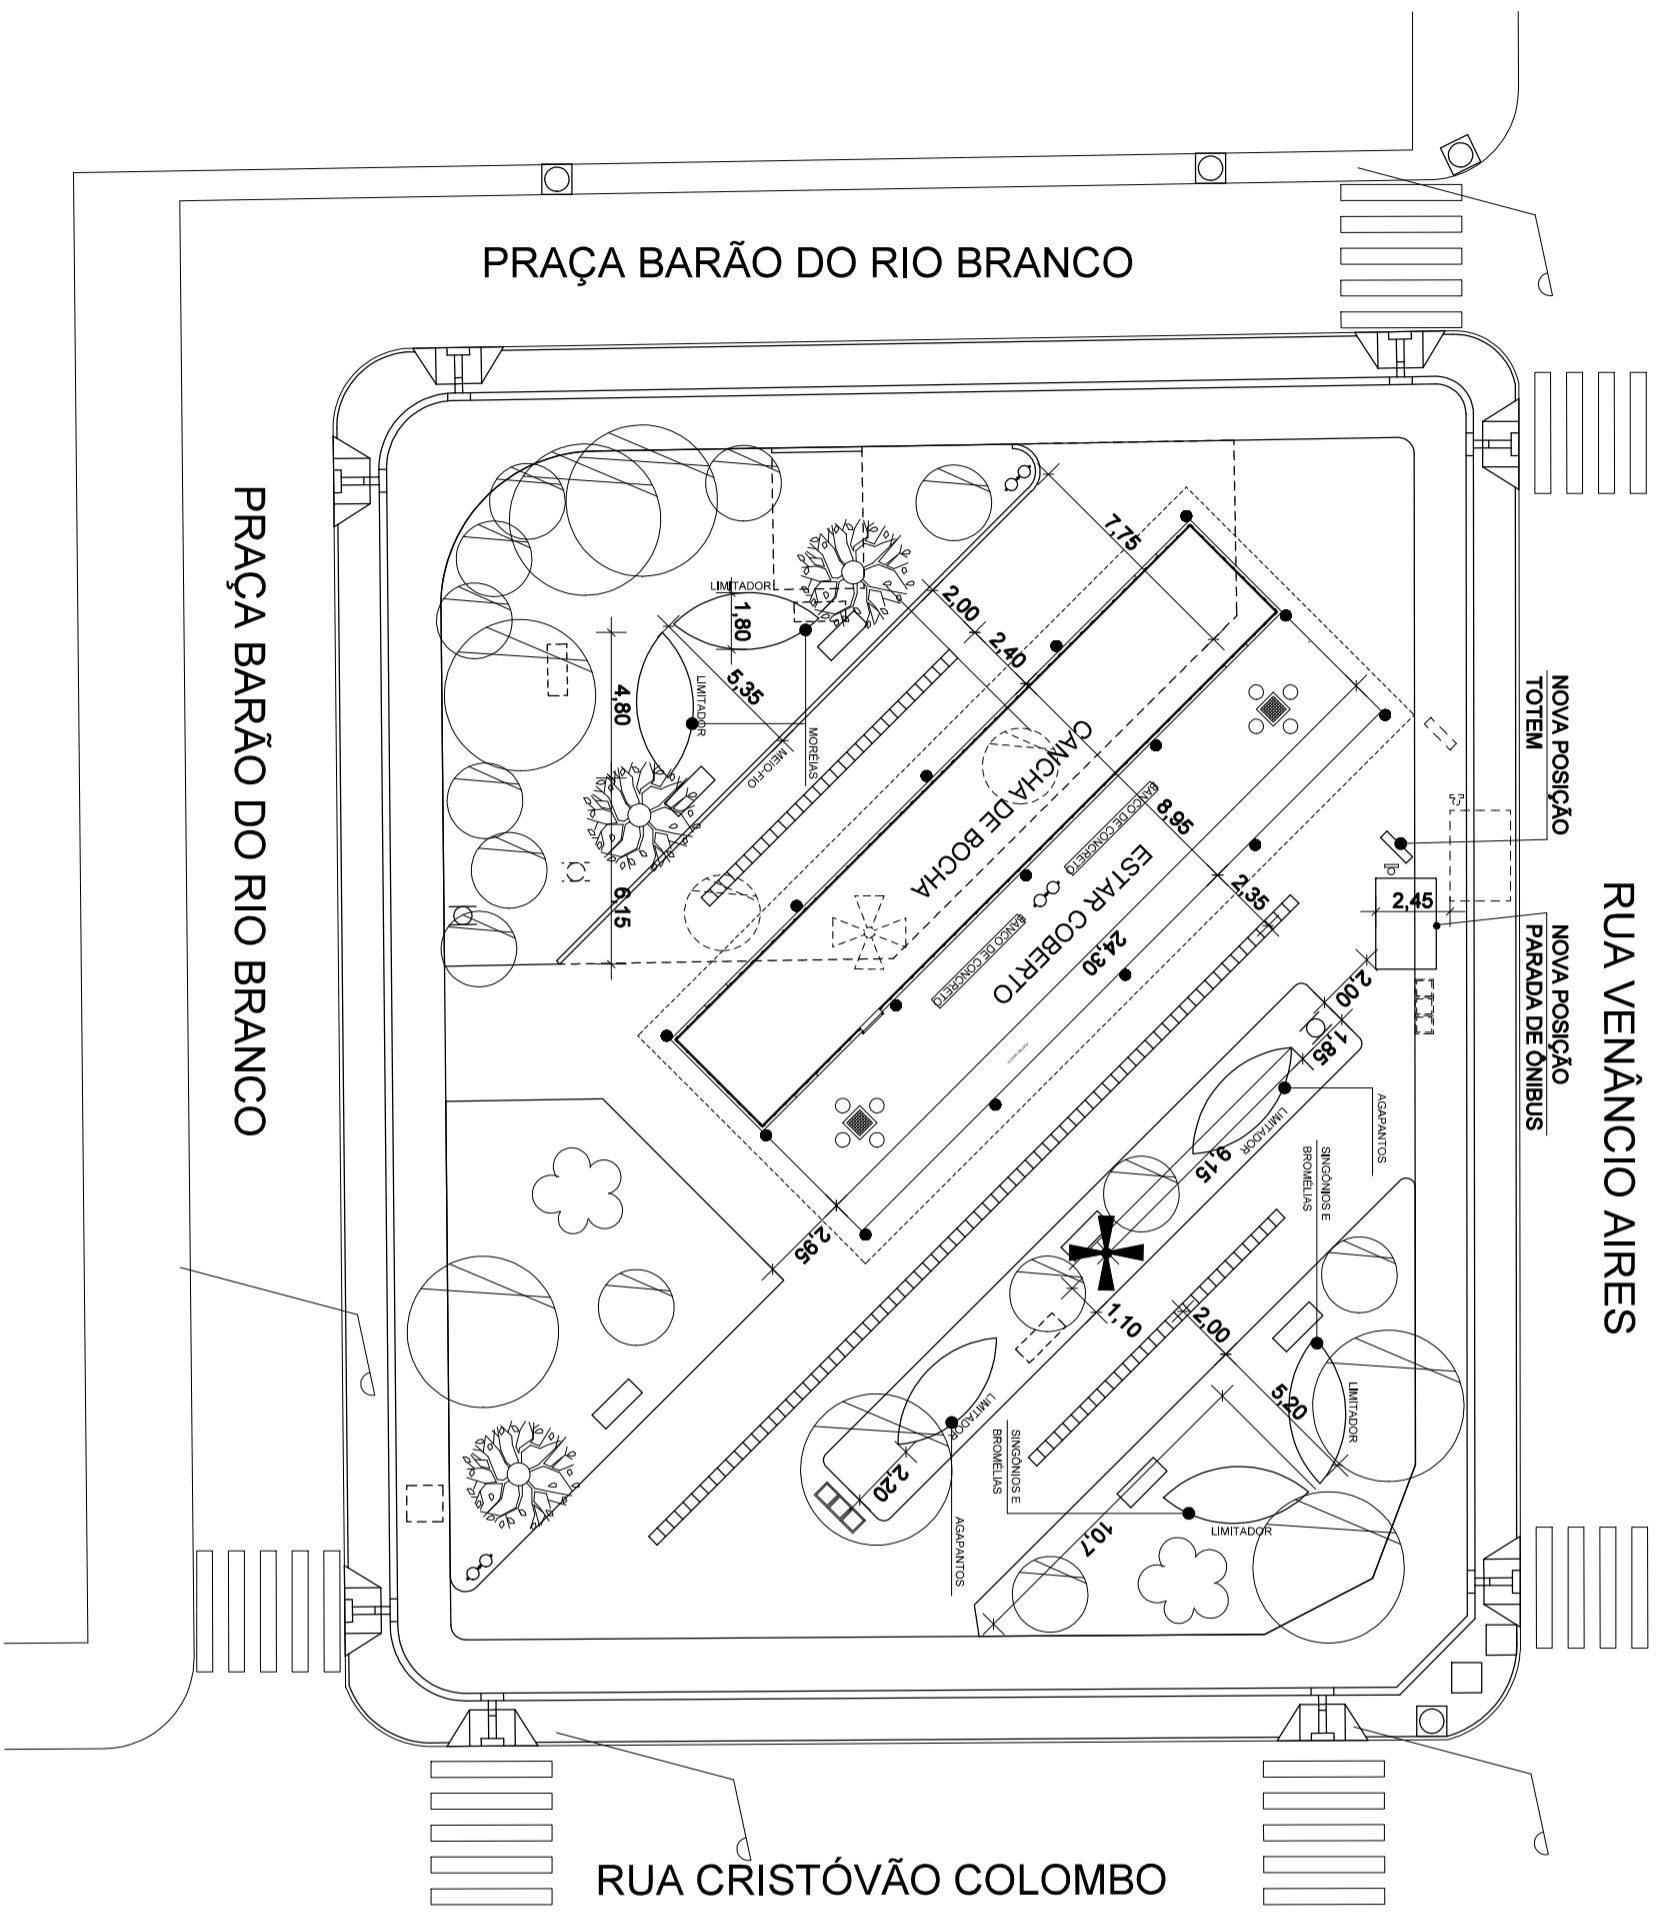 PRAÇA BARÃO DO RIO BRANCO
PRAÇA BARÃO DO RIO BRANCO
NOVA POSIÇÃO
TOTEM
NOVA POSIÇÃO
PARADA DE ÔNIBUS
RUA VENÂNCIO AIRES
7,75
LIMITADOR
1,80
2,00
2,40
5,35
4,80
LIMITADOR
MOREIAS
MEIO-FIO
6,15
CANCHA DE BOCHA
BANCO DE CONCRETO
8,95
ESTAR COBERTO
BANCO DE CONCRETO
24,30
2,35
2,45
2,00
1,85
AGAPANTOS
LIMITADOR
9,15
SINGÔNIOS E
BROMÉLIAS
2,95
1,10
2,00
5,20
LIMITADOR
LIMITADOR
SINGÔNIOS E
BROMÉLIAS
2,20
AGAPANTOS
LIMITADOR
10,7
RUA CRISTÓVÃO COLOMBO